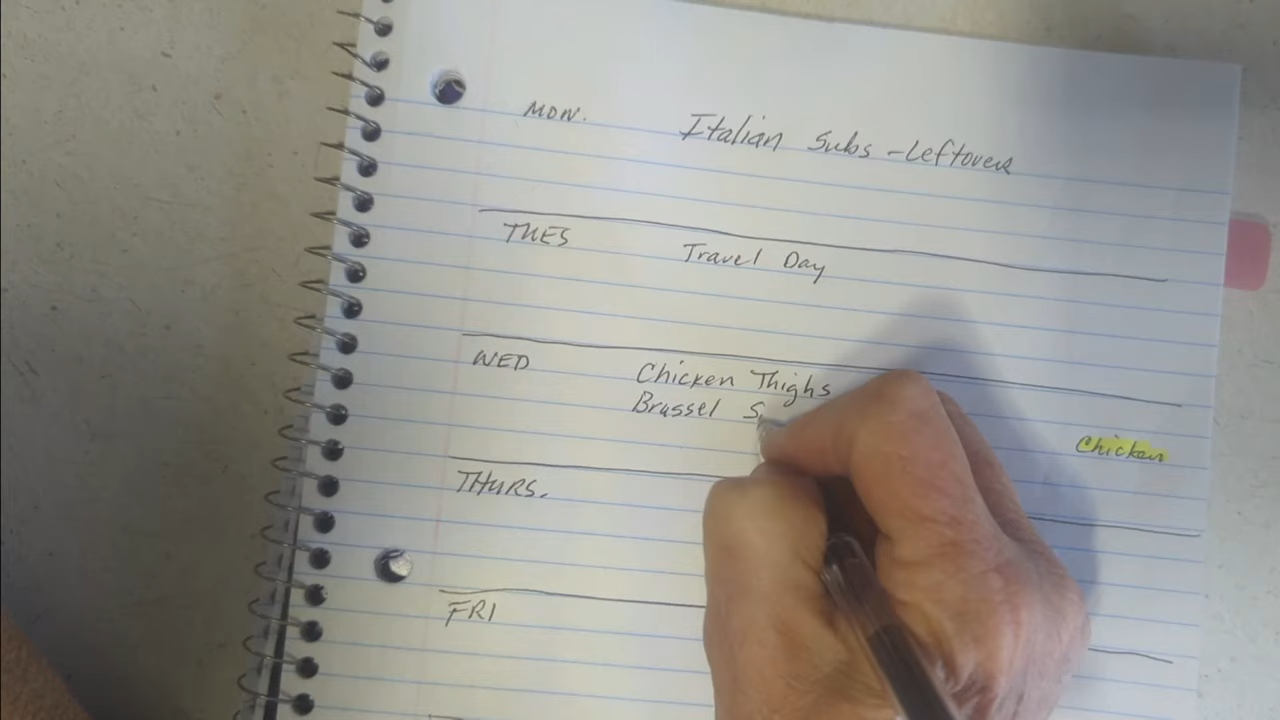 MON. Italian Subs - Leftovers
TUES Travel Day
WED Chicken Thighs
Brussel S
Chicken
THURS.
FRI